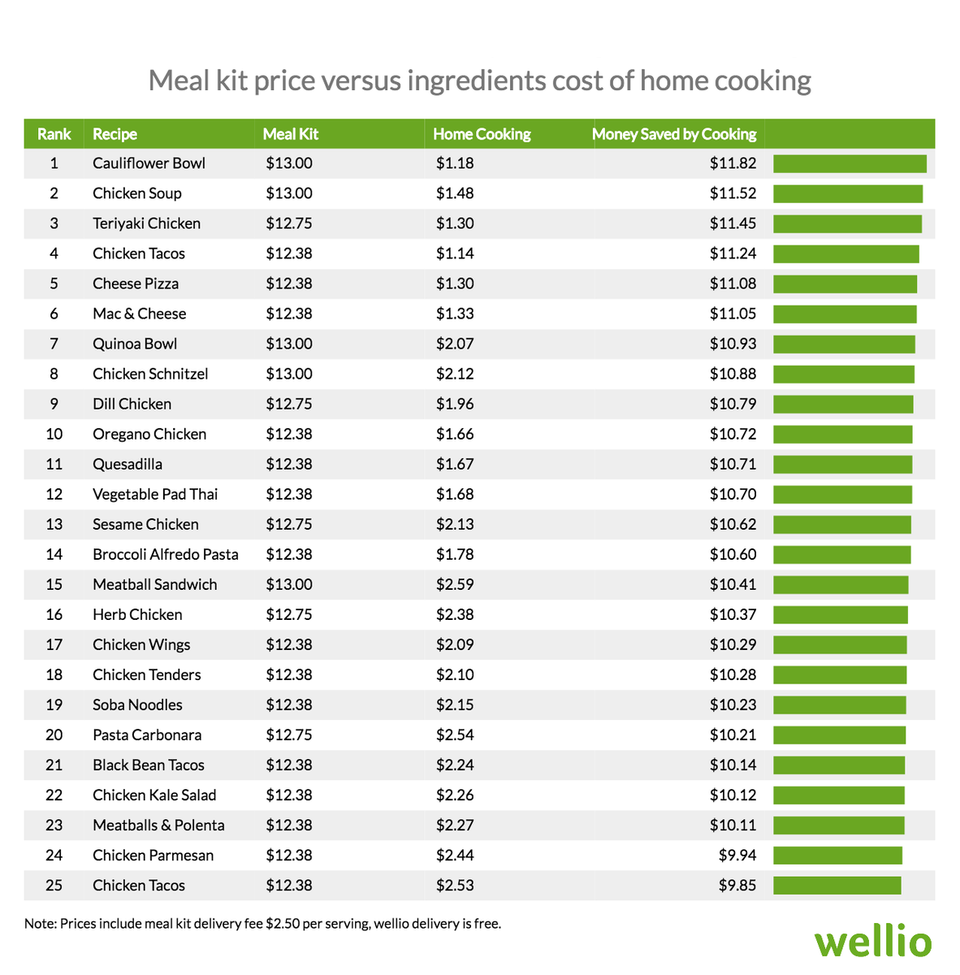 Meal kit price versus ingredients cost of home cooking
Rank Recipe Meal Kit Home Cooking Money Saved by Cooking
1 Cauliflower Bowl $13.00 $1.18 $11.82
2 Chicken Soup $13.00 $1.48 $11.52
3 Teriyaki Chicken $12.75 $1.30 $11.45
4 Chicken Tacos $12.38 $1.14 $11.24
5 Cheese Pizza $12.38 $1.30 $11.08
6 Mac & Cheese $12.38 $1.33 $11.05
7 Quinoa Bowl $13.00 $2.07 $10.93
8 Chicken Schnitzel $13.00 $2.12 $10.88
9 Dill Chicken $12.75 $1.96 $10.79
10 Oregano Chicken $12.38 $1.66 $10.72
11 Quesadilla $12.38 $1.67 $10.71
12 Vegetable Pad Thai $12.38 $1.68 $10.70
13 Sesame Chicken $12.75 $2.13 $10.62
14 Broccoli Alfredo Pasta $12.38 $1.78 $10.60
15 Meatball Sandwich $13.00 $2.59 $10.41
16 Herb Chicken $12.75 $2.38 $10.37
17 Chicken Wings $12.38 $2.09 $10.29
18 Chicken Tenders $12.38 $2.10 $10.28
19 Soba Noodles $12.38 $2.15 $10.23
20 Pasta Carbonara $12.75 $2.54 $10.21
21 Black Bean Tacos $12.38 $2.24 $10.14
22 Chicken Kale Salad $12.38 $2.26 $10.12
23 Meatballs & Polenta $12.38 $2.27 $10.11
24 Chicken Parmesan $12.38 $2.44 $9.94
25 Chicken Tacos $12.38 $2.53 $9.85
Note: Prices include meal kit delivery fee $2.50 per serving, wellio delivery is free.
wellio